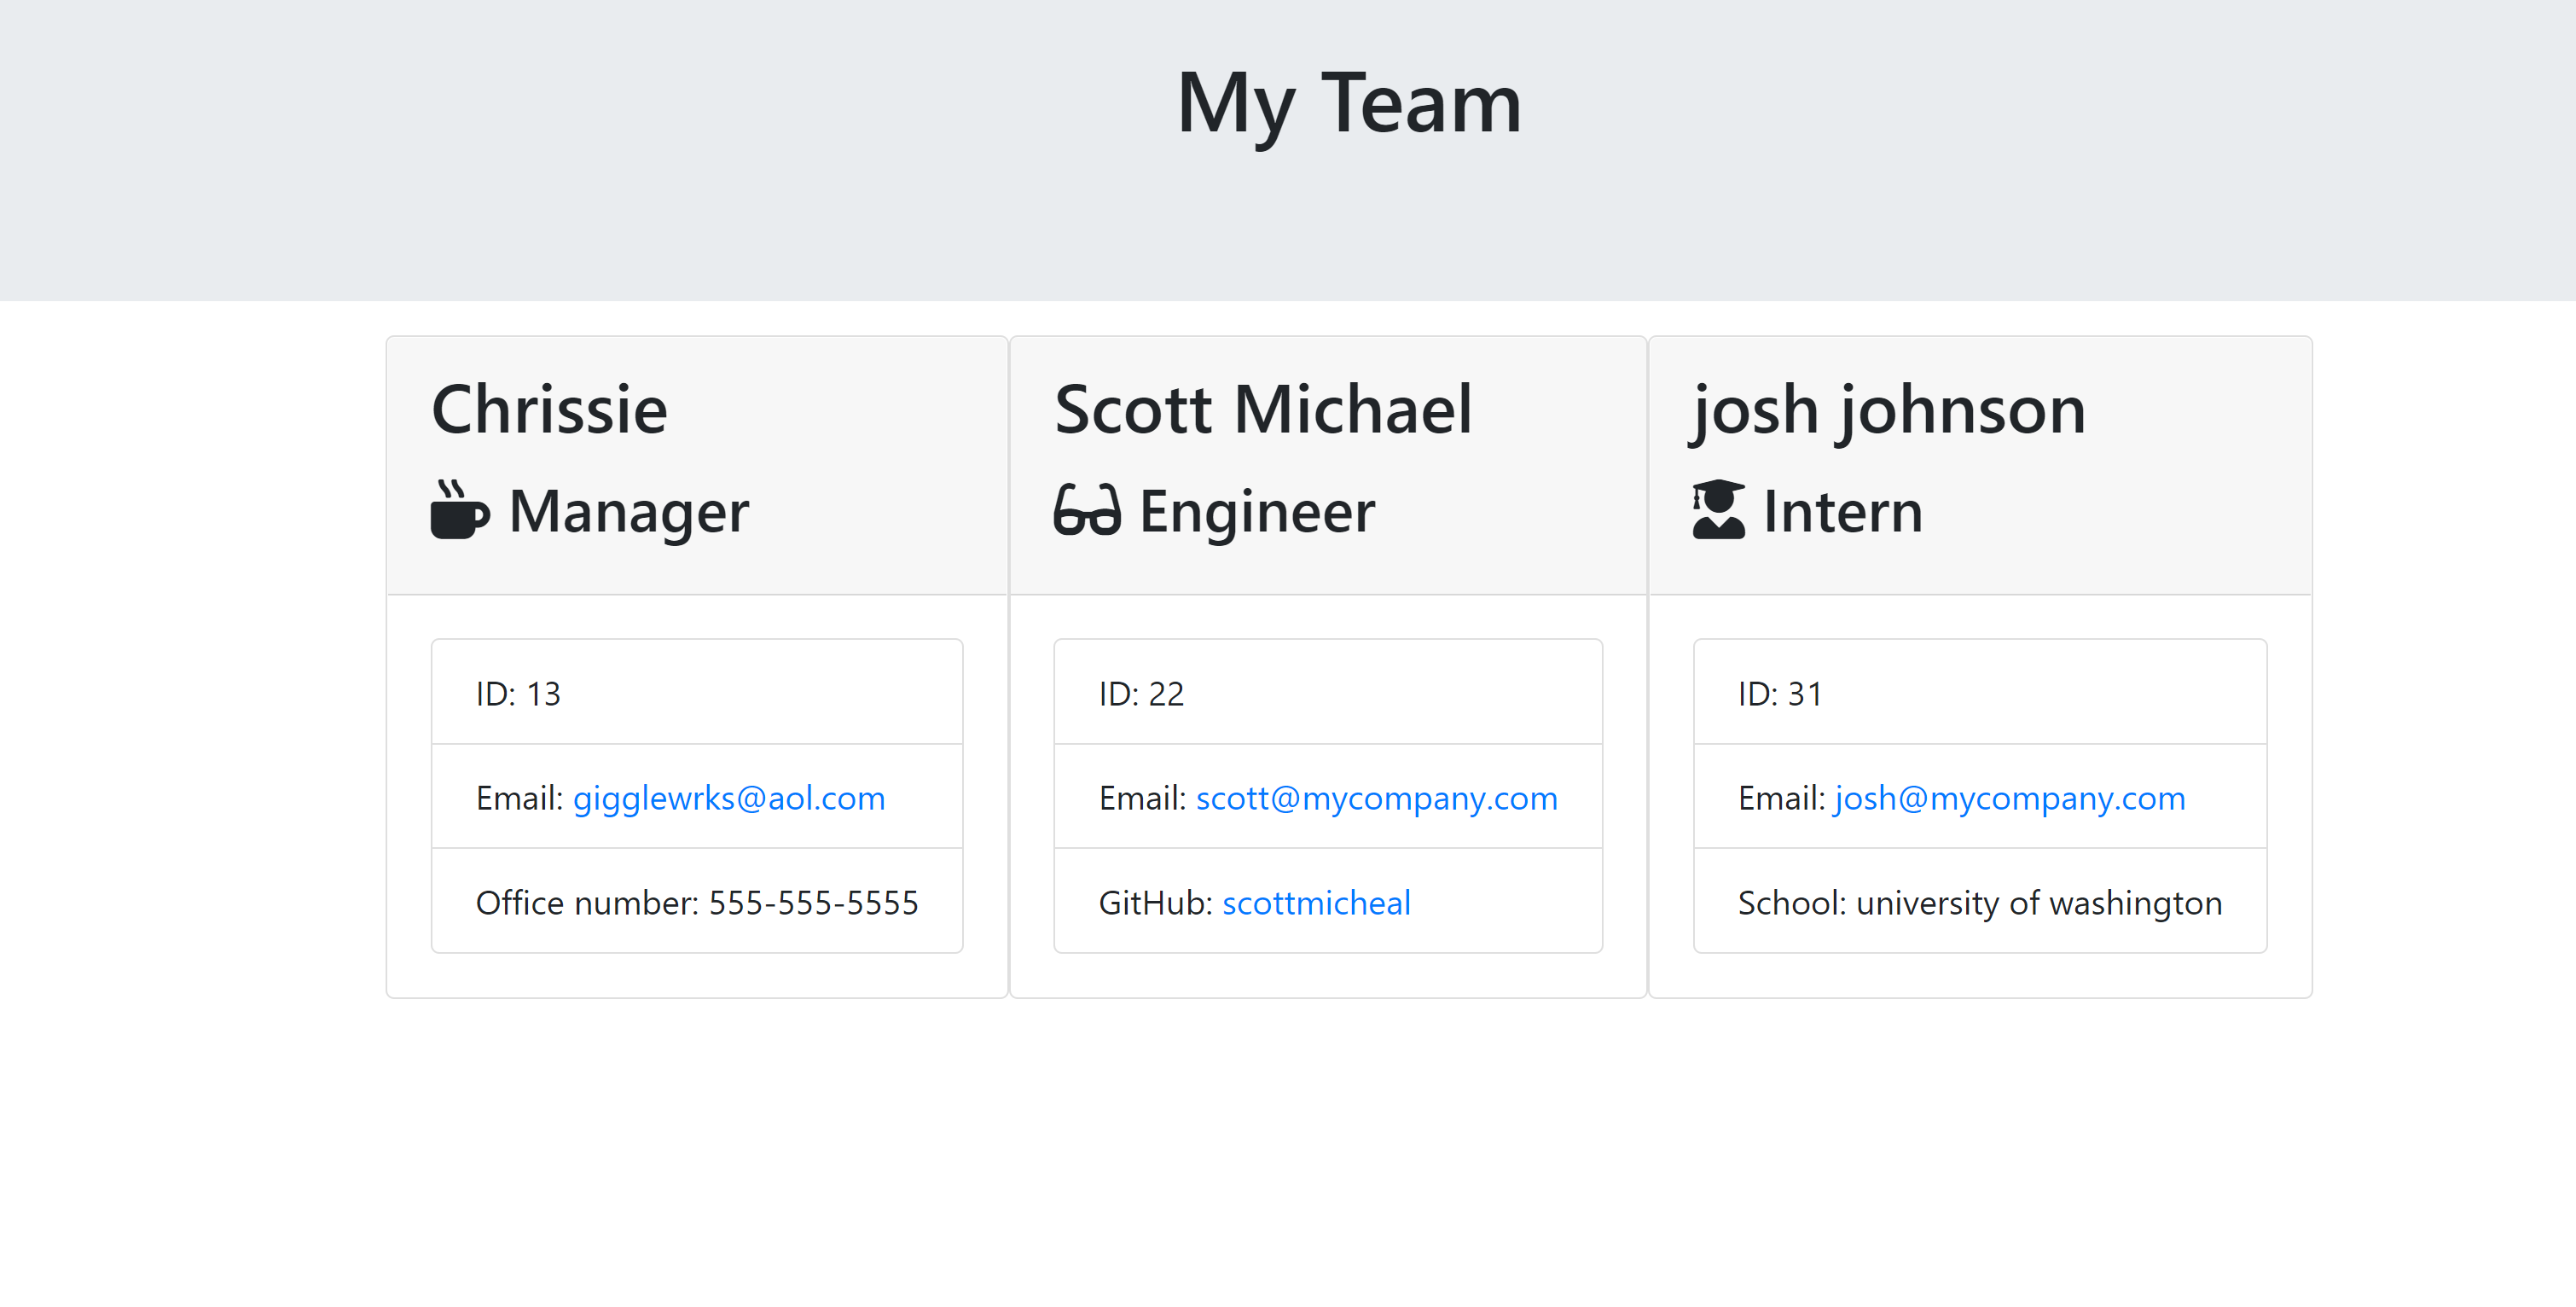 My Team
Chrissie
Manager
ID: 13
Email: gigglewrks@aol.com
Office number: 555-555-5555
Scott Michael
Engineer
ID: 22
Email: scott@mycompany.com
GitHub: scottmicheal
josh johnson
Intern
ID: 31
Email: josh@mycompany.com
School: university of washington